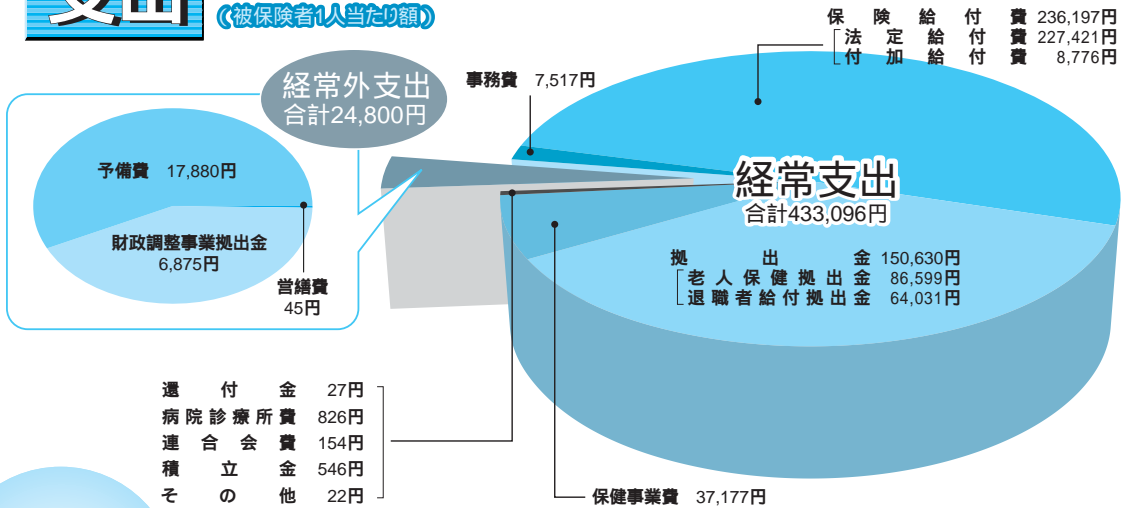 支出
(被保険者1人当たり額)
保険給付費 236,197円
法定給付費 227,421円
付加給付費 8,776円
経常外支出
合計24,800円
事務費 7,517円
予備費 17,880円
財政調整事業拠出金
6,875円
営繕費
45円
経常支出
合計433,096円
拠出金 150,630円
老人保健拠出金 86,599円
退職者給付拠出金 64,031円
還付金 27円
病院診療所費 826円
連合会費 154円
積立金 546円
その他 22円
保健事業費 37,177円